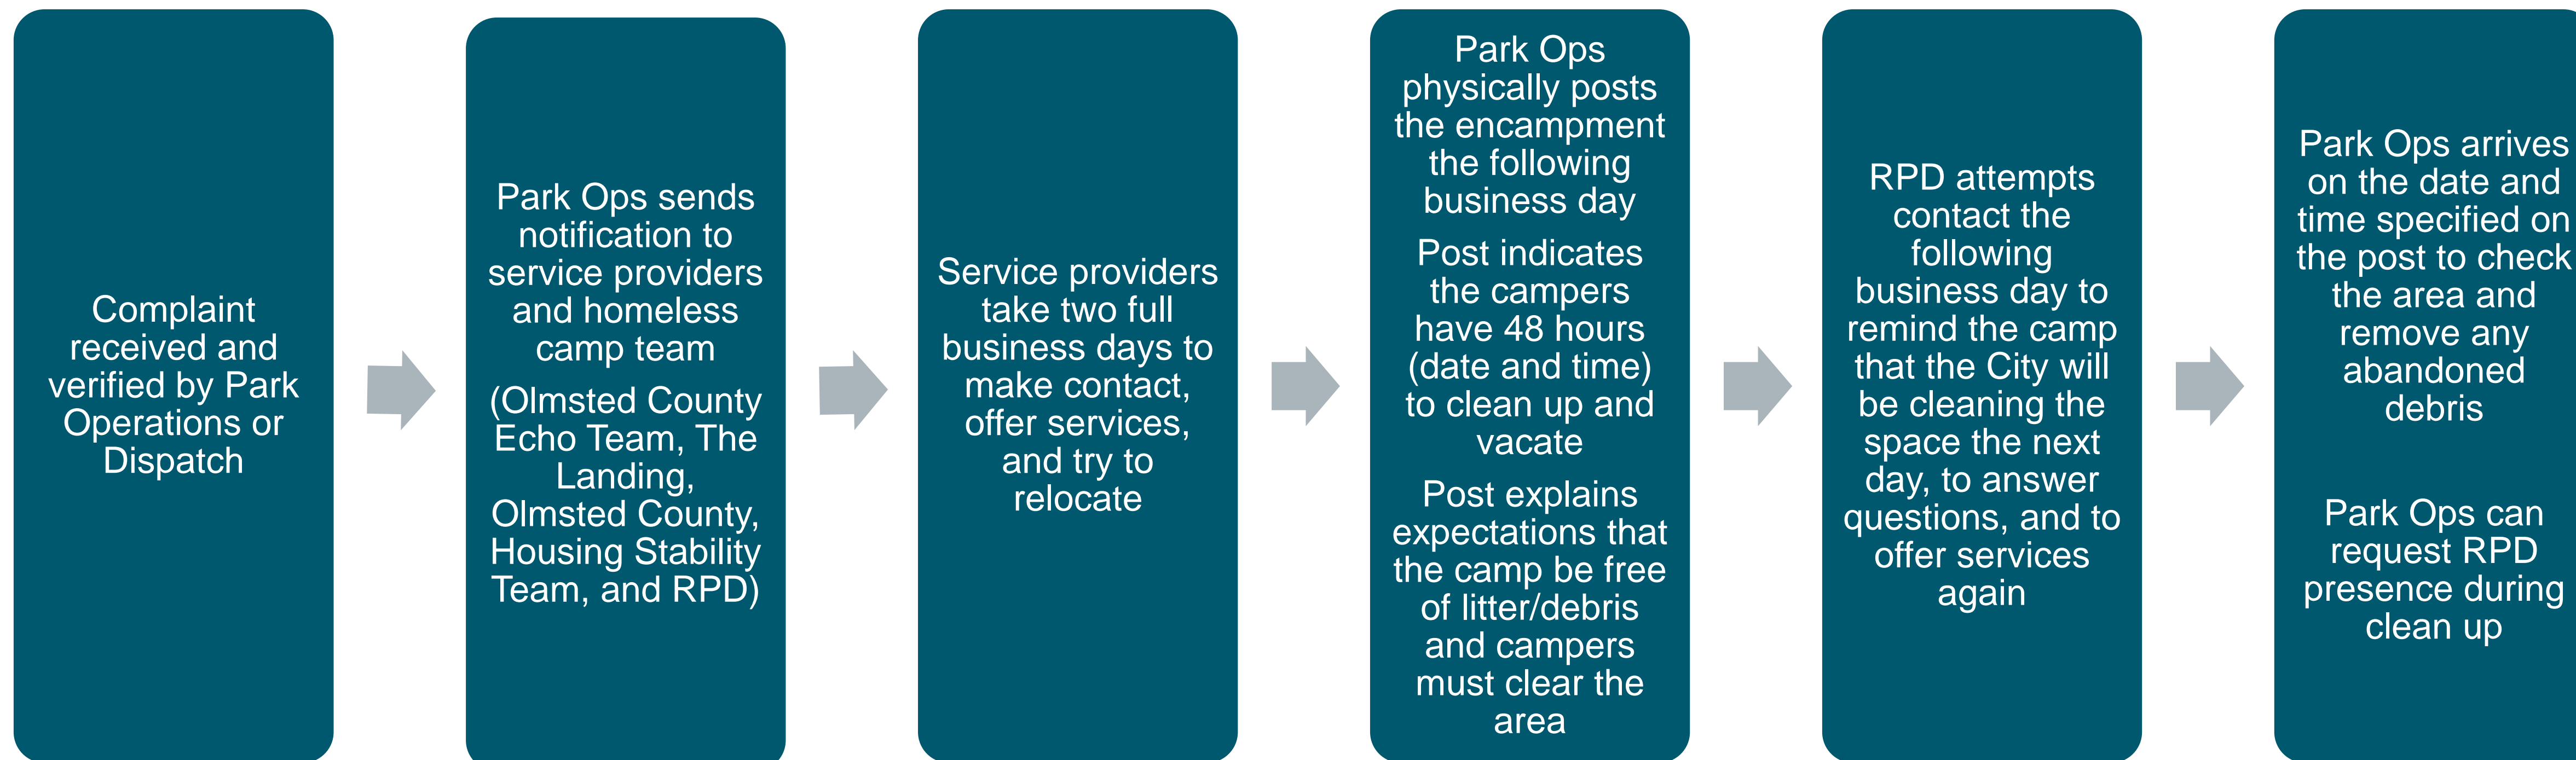 Complaint
received and
verified by Park
Operations or
Dispatch
Park Ops sends
notification to
service providers
and homeless
camp team
(Olmsted County
Echo Team, The
Landing,
Olmsted County,
Housing Stability
Team, and RPD)
Service providers
take two full
business days to
make contact,
offer services,
and try to
relocate
Park Ops
physically posts
the encampment
the following
business day
Post indicates
the campers
have 48 hours
(date and time)
to clean up and
vacate
Post explains
expectations that
the camp be free
of litter/debris
and campers
must clear the
area
RPD attempts
contact the
following
business day to
remind the camp
that the City will
be cleaning the
space the next
day, to answer
questions, and to
offer services
again
Park Ops arrives
on the date and
time specified on
the post to check
the area and
remove any
abandoned
debris
Park Ops can
request RPD
presence during
clean up